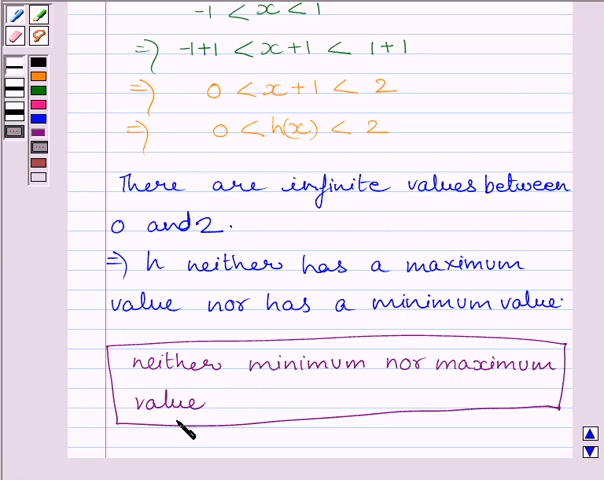 -1 < x < 1
=) -1+1 < x+1 < 1+1
=) 0 < x+1 < 2
=) 0 < h(x) < 2
There are infinite values between
0 and 2.
=) h neither has a maximum
value nor has a minimum value.
neither minimum nor maximum
value